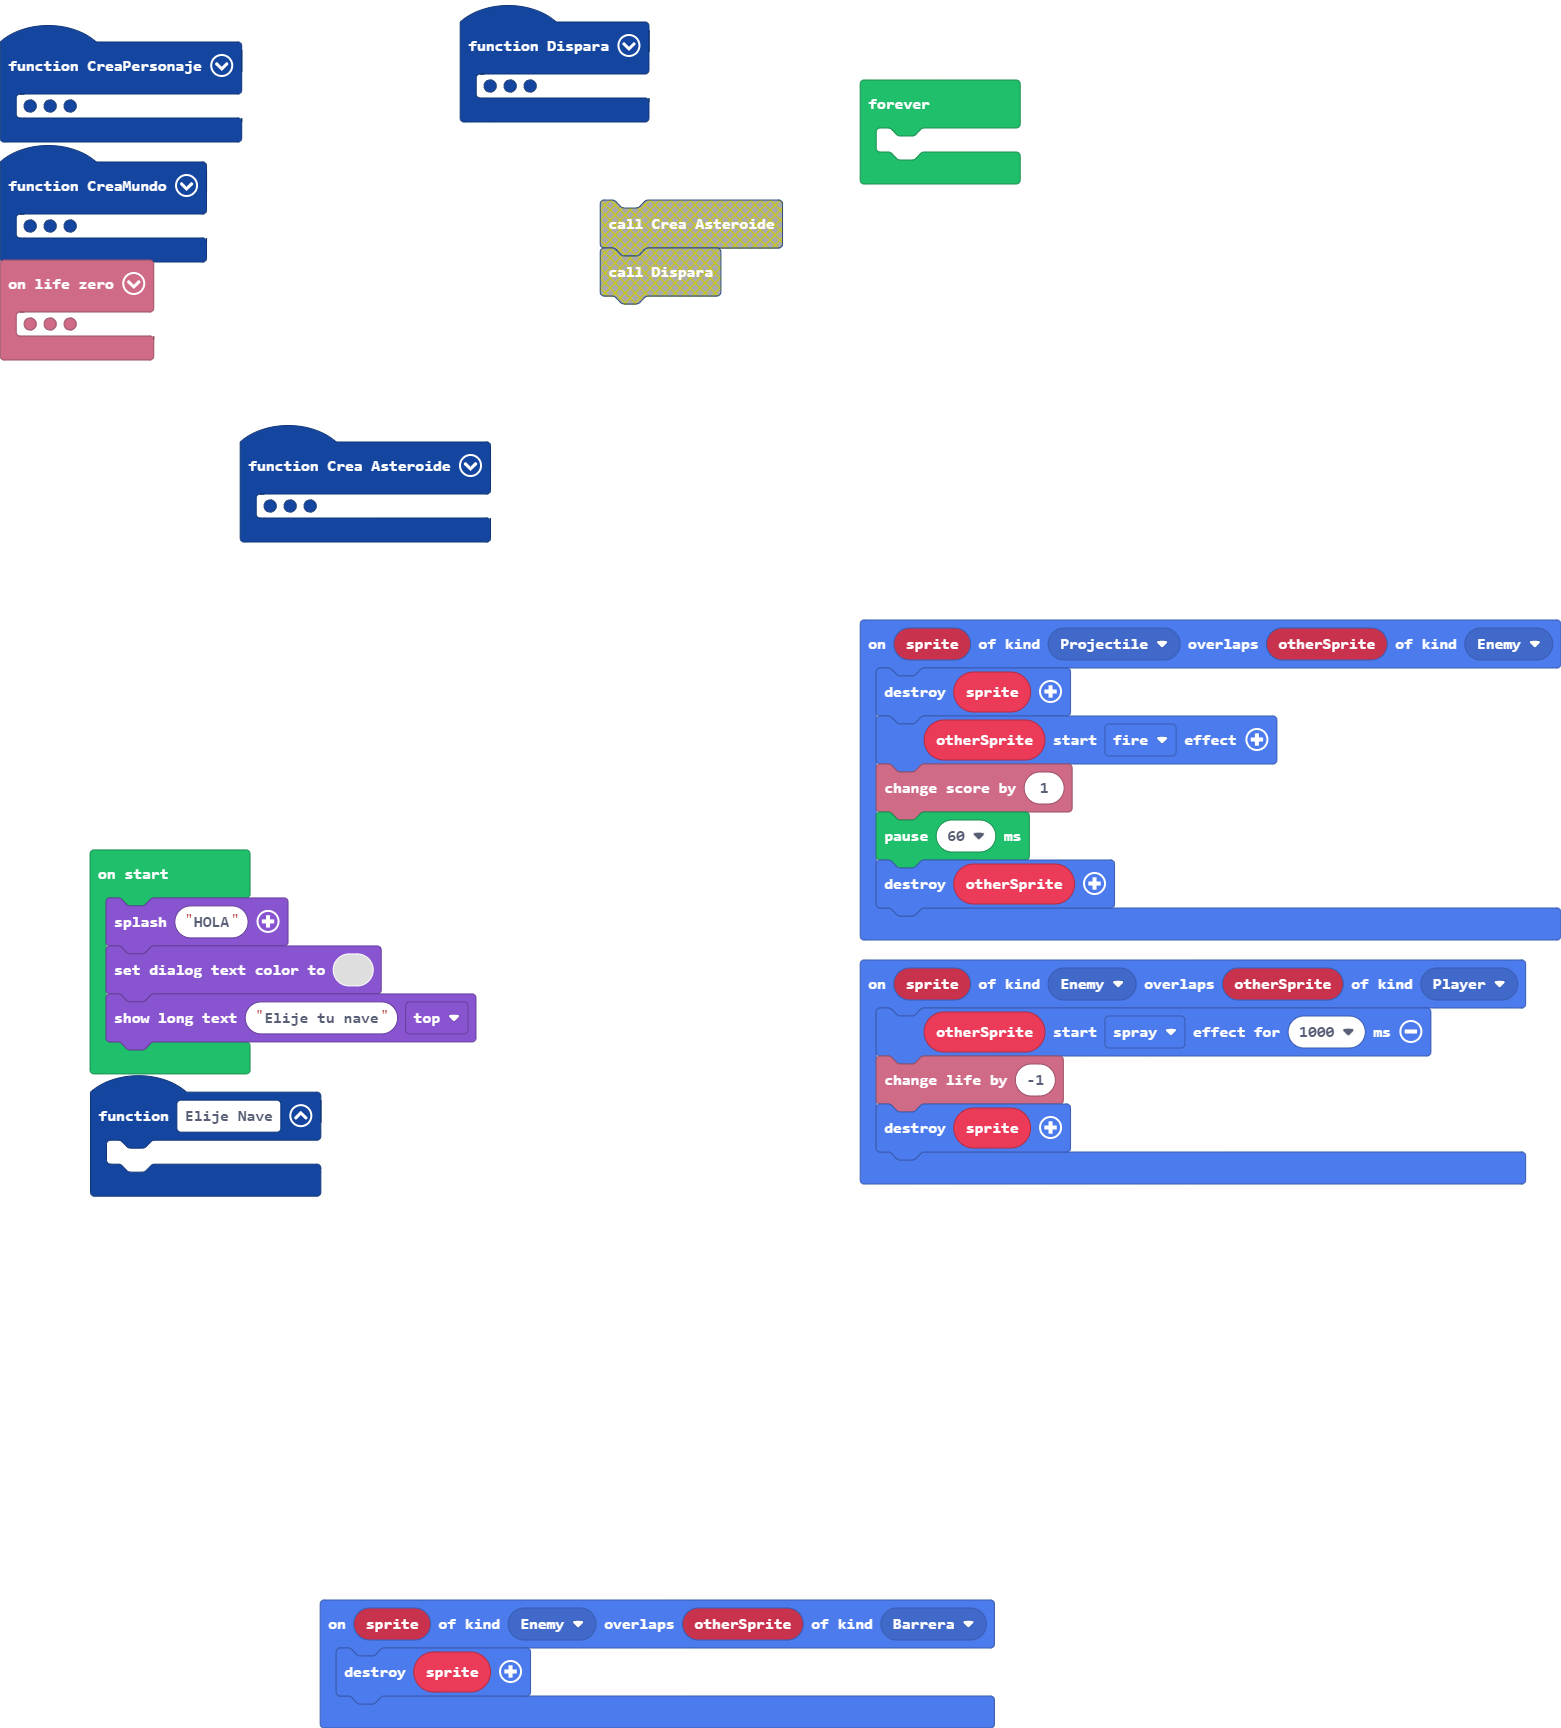 function CreaPersonaje
function CreaMundo
on life zero
function Dispara
forever
call Crea Asteroide
call Dispara
function Crea Asteroide
on sprite of kind Projectile overlaps otherSprite of kind Enemy
destroy sprite
otherSprite start fire effect
change score by 1
pause 60 ms
destroy otherSprite
on sprite of kind Enemy overlaps otherSprite of kind Player
otherSprite start spray effect for 1000 ms
change life by -1
destroy sprite
on start
splash "HOLA"
set dialog text color to
show long text "Elije tu nave" top
function Elije Nave
on sprite of kind Enemy overlaps otherSprite of kind Barrera
destroy sprite